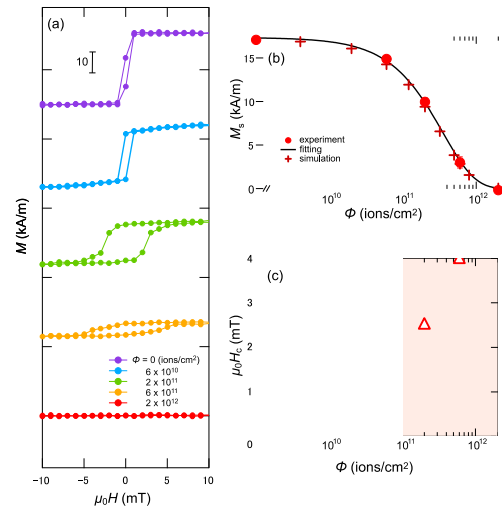 (a)
10
M (kA/m)
Φ = 0 (ions/cm²)
6 x 10¹⁰
2 x 10¹¹
6 x 10¹¹
2 x 10¹²
−10
−5
0
5
10
μ₀H (mT)
(b)
15
10
5
0
Mₛ (kA/m)
experiment
fitting
simulation
10¹⁰
10¹¹
10¹²
Φ (ions/cm²)
(c)
4
3
2
1
0
μ₀H꜀ (mT)
10¹⁰
10¹¹
10¹²
Φ (ions/cm²)